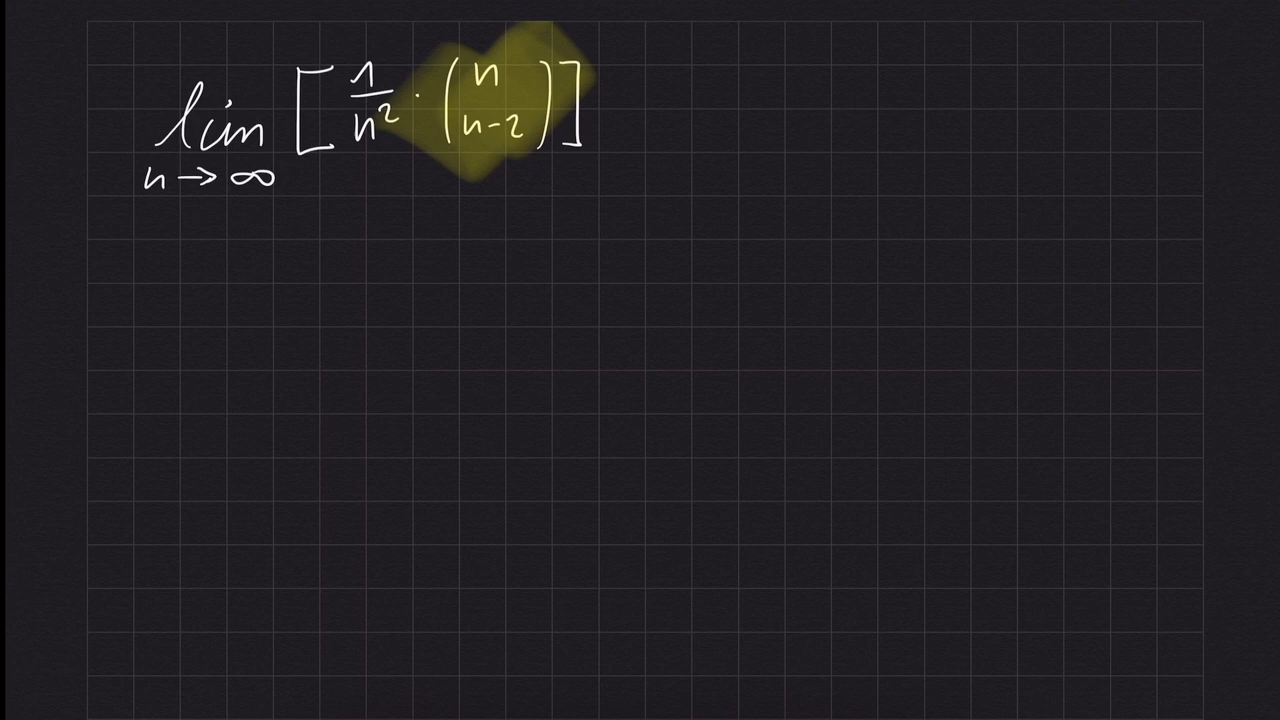 lim [ 1/n² · (n
n-2) ]
n → ∞